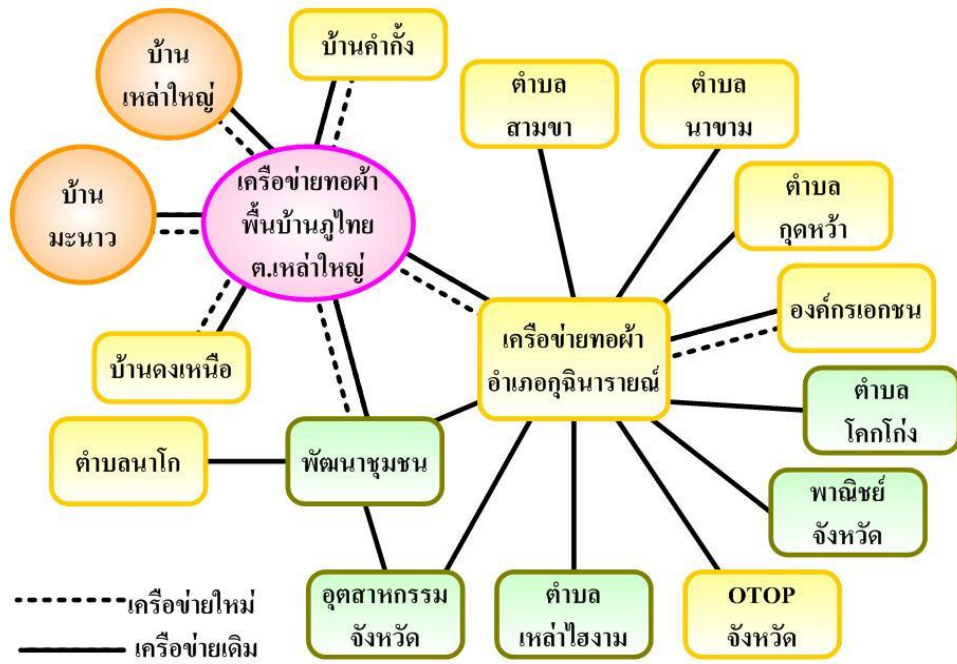 บ้าน
เหล่าใหญ่
บ้านคำกั้ง
ตำบล
สามขา
ตำบล
นาขาม
บ้าน
มะนาว
เครือข่ายทอผ้า
พื้นบ้านภูไทย
ต.เหล่าใหญ่
ตำบล
กุดหว้า
องค์กรเอกชน
เครือข่ายทอผ้า
อำเภอกุฉินารายณ์
บ้านดงเหนือ
ตำบล
โคกโก่ง
ตำบลนาโก
พัฒนาชุมชน
พาณิชย์
จังหวัด
อุตสาหกรรม
จังหวัด
ตำบล
เหล่าไฮงาม
OTOP
จังหวัด
เครือข่ายใหม่
เครือข่ายเดิม